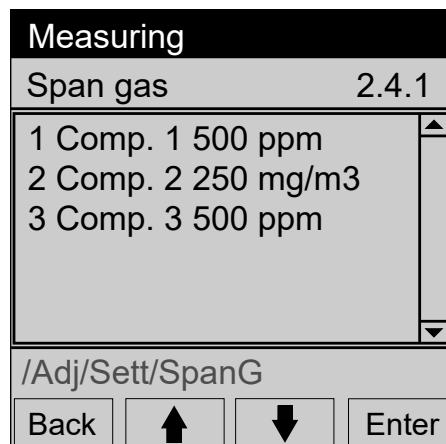 Measuring
Span gas 2.4.1
1 Comp. 1 500 ppm
2 Comp. 2 250 mg/m3
3 Comp. 3 500 ppm
/Adj/Sett/SpanG
Back Enter